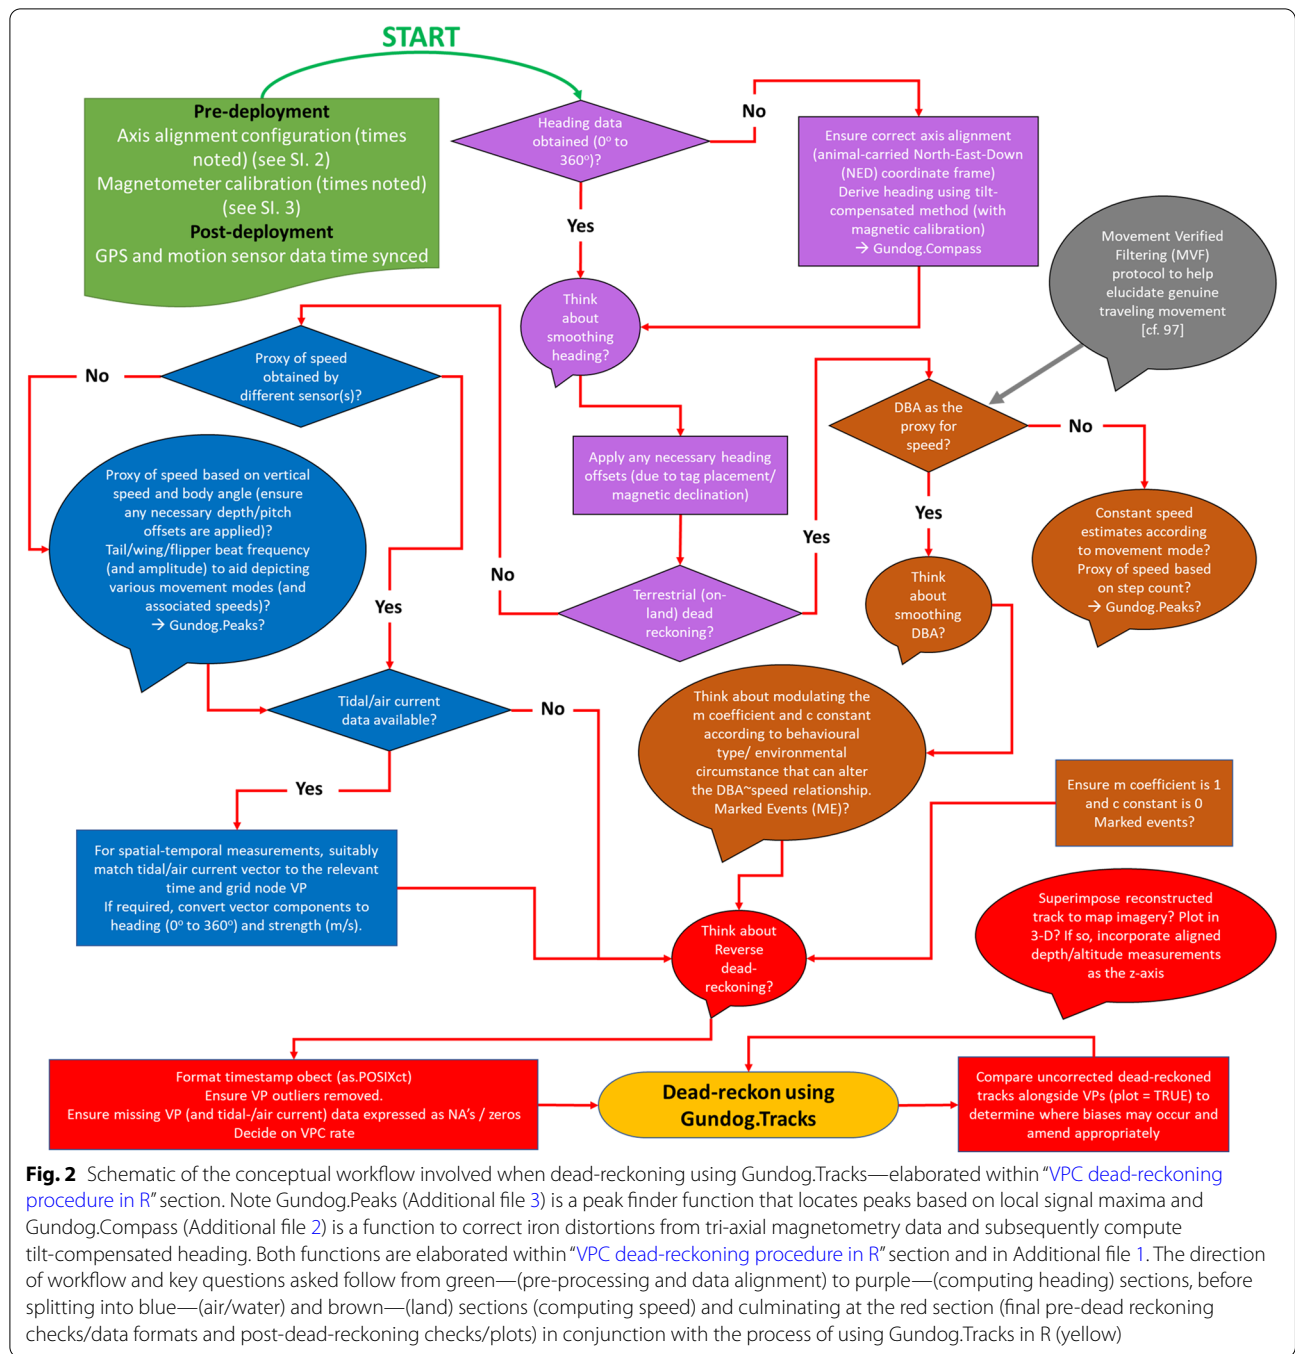 START
Pre-deployment
Axis alignment configuration (times
noted) (see SI. 2)
Magnetometer calibration (times noted)
(see SI. 3)
Post-deployment
GPS and motion sensor data time synced
Heading data
obtained (0° to
360°)?
No
Yes
Ensure correct axis alignment
(animal-carried North-East-Down
(NED) coordinate frame)
Derive heading using tilt-
compensated method (with
magnetic calibration)
→ Gundog.Compass
Movement Verified
Filtering (MVF)
protocol to help
elucidate genuine
traveling movement
[cf. 97]
Think
about
smoothing
heading?
Proxy of speed
obtained by
different sensor(s)?
No
Yes
DBA as the
proxy for
speed?
No
Yes
Apply any necessary heading
offsets (due to tag placement/
magnetic declination)
Proxy of speed based on vertical
speed and body angle (ensure
any necessary depth/pitch
offsets are applied)?
Tail/wing/flipper beat frequency
(and amplitude) to aid depicting
various movement modes (and
associated speeds)?
→ Gundog.Peaks?
Constant speed
estimates according
to movement mode?
Proxy of speed based
on step count?
→ Gundog.Peaks?
Yes
No
Terrestrial (on-
land) dead
reckoning?
Think
about
smoothing
DBA?
Tidal/air current
data available?
No
Yes
Think about modulating the
m coefficient and c constant
according to behavioural
type/ environmental
circumstance that can alter
the DBA~speed relationship.
Marked Events (ME)?
Ensure m coefficient is 1
and c constant is 0
Marked events?
For spatial-temporal measurements, suitably
match tidal/air current vector to the relevant
time and grid node VP
If required, convert vector components to
heading (0° to 360°) and strength (m/s).
Think about
Reverse
dead-
reckoning?
Superimpose reconstructed
track to map imagery? Plot in
3-D? If so, incorporate aligned
depth/altitude measurements
as the z-axis
Format timestamp obect (as.POSIXct)
Ensure VP outliers removed.
Ensure missing VP (and tidal-/air current) data expressed as NA's / zeros
Decide on VPC rate
Dead-reckon using
Gundog.Tracks
Compare uncorrected dead-reckoned
tracks alongside VPs (plot = TRUE) to
determine where biases may occur and
amend appropriately
Fig. 2 Schematic of the conceptual workflow involved when dead-reckoning using Gundog.Tracks—elaborated within “VPC dead-reckoning
procedure in R” section. Note Gundog.Peaks (Additional file 3) is a peak finder function that locates peaks based on local signal maxima and
Gundog.Compass (Additional file 2) is a function to correct iron distortions from tri-axial magnetometry data and subsequently compute
tilt-compensated heading. Both functions are elaborated within “VPC dead-reckoning procedure in R” section and in Additional file 1. The direction
of workflow and key questions asked follow from green—(pre-processing and data alignment) to purple—(computing heading) sections, before
splitting into blue—(air/water) and brown—(land) sections (computing speed) and culminating at the red section (final pre-dead reckoning
checks/data formats and post-dead-reckoning checks/plots) in conjunction with the process of using Gundog.Tracks in R (yellow)